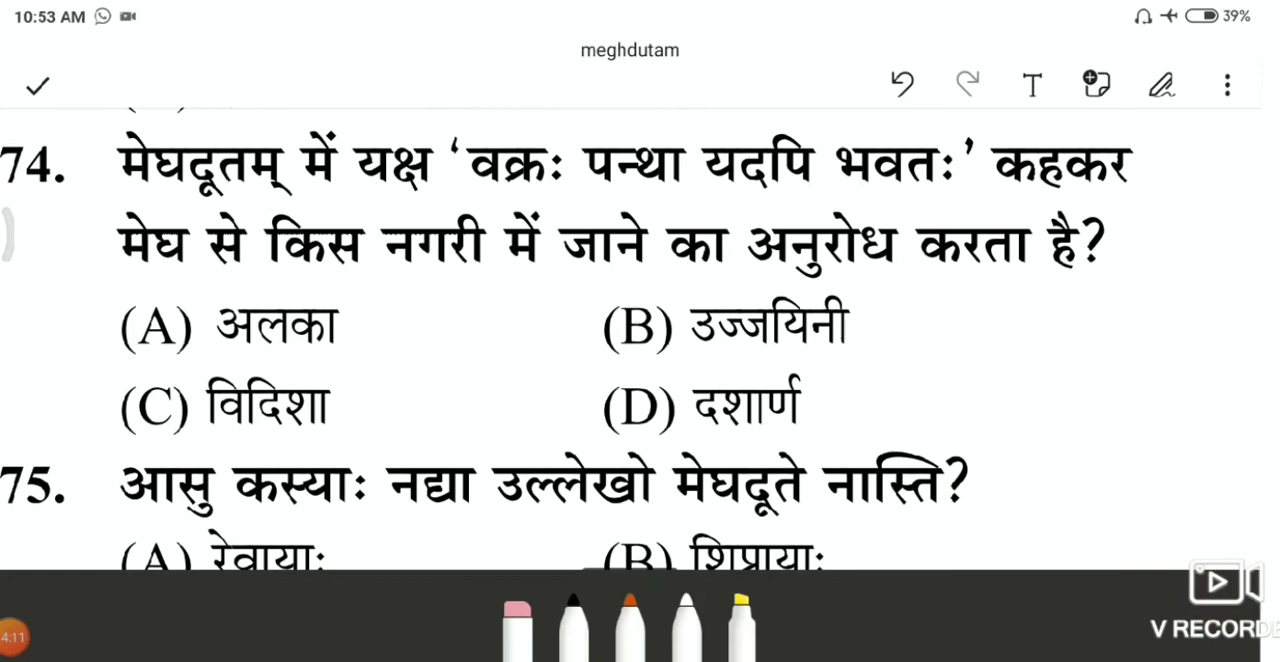 10:53 AM 39%
meghdutam
T
74. मेघदूतम् में यक्ष ‘वक्रः पन्था यदपि भवतः’ कहकर
मेघ से किस नगरी में जाने का अनुरोध करता है?
(A) अलका (B) उज्जयिनी
(C) विदिशा (D) दशार्ण
75. आसु कस्याः नद्या उल्लेखो मेघदूते नास्ति?
(A) रेवायाः (B) शिप्रायाः
4:11
V RECORDE